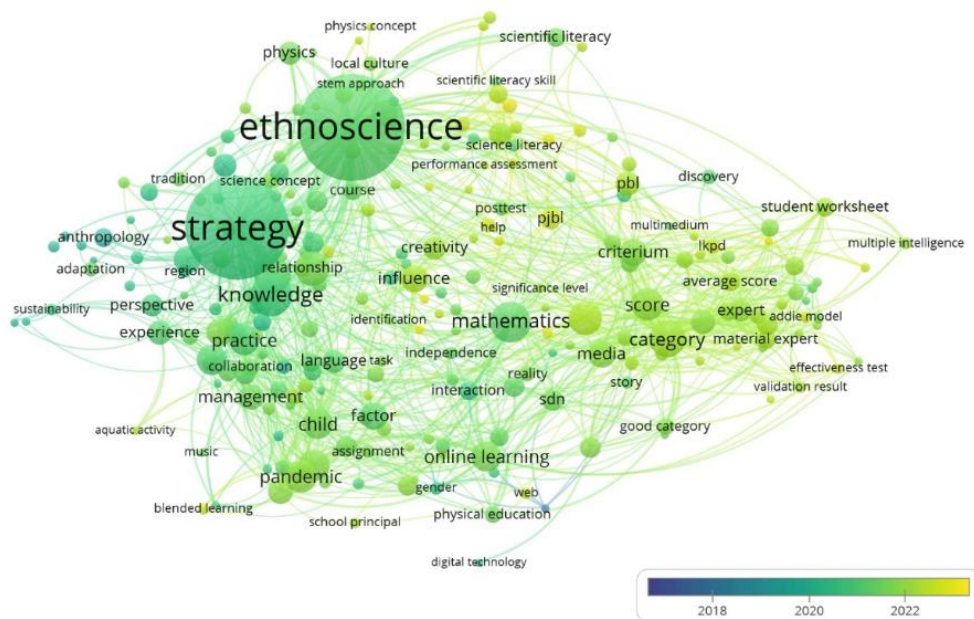 physics concept
scientific literacy
physics
local culture
stem approach
scientific literacy skill
ethnoscience
science literacy
performance assessment
tradition
science concept
course
pbl
discovery
strategy
posttest
help
pjbl
multimedium
student worksheet
anthropology
creativity
criterium
lkpd
multiple intelligence
adaptation
region
relationship
influence
average score
sustainability
perspective
knowledge
significance level
score
expert
addie model
experience
practice
identification
mathematics
category
material expert
collaboration
language
task
independence
media
effectiveness test
management
interaction
reality
story
validation result
child
factor
sdn
good category
aquatic activity
music
assignment
online learning
pandemic
gender
web
blended learning
school principal
physical education
digital technology
2018 2020 2022